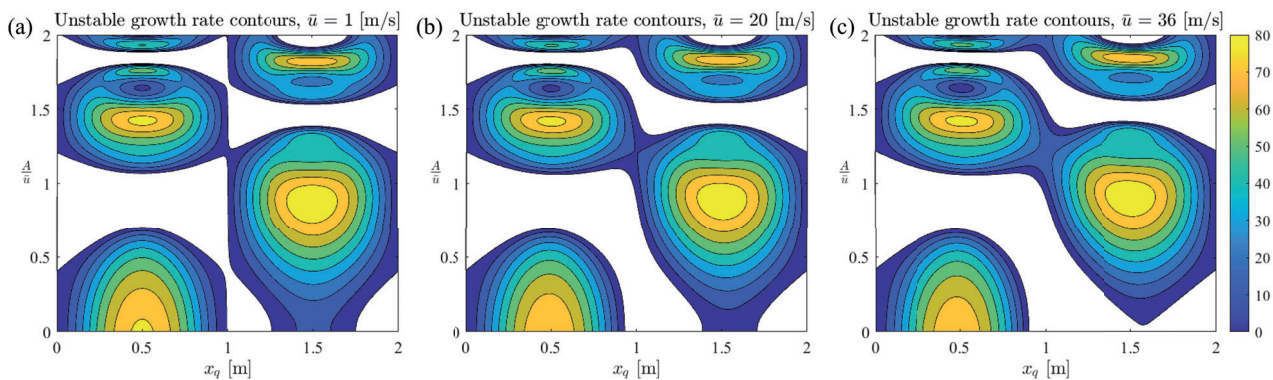 (a) Unstable growth rate contours, ū = 1 [m/s]
2
1.5
A/ū
1
0.5
0
0 0.5 1 1.5 2
x_q [m]
(b) Unstable growth rate contours, ū = 20 [m/s]
2
1.5
A/ū
1
0.5
0
0 0.5 1 1.5 2
x_q [m]
(c) Unstable growth rate contours, ū = 36 [m/s]
2
1.5
A/ū
1
0.5
0
0 0.5 1 1.5 2
x_q [m]
80
70
60
50
40
30
20
10
0